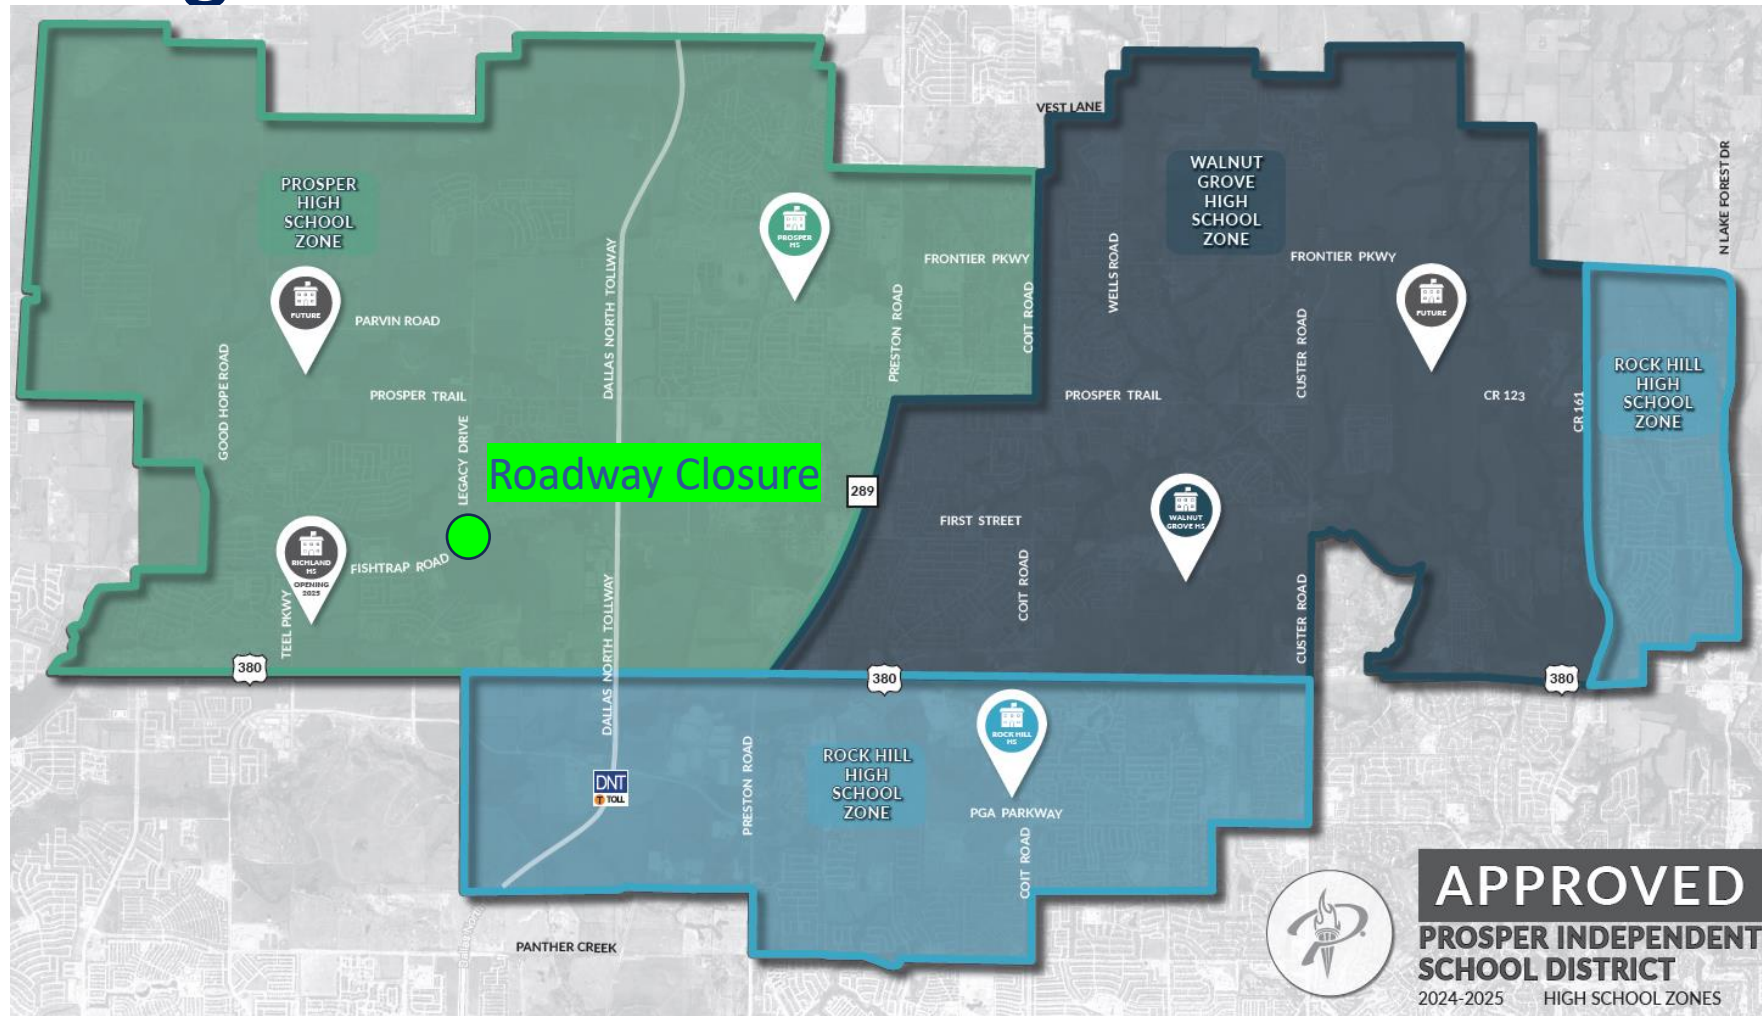 VEST LANE
N LAKE FOREST DR
PROSPER
HIGH
SCHOOL
ZONE
WALNUT
GROVE
HIGH
SCHOOL
ZONE
PROSPER
HS
FRONTIER PKWY
WELLS ROAD
FRONTIER PKWY
FUTURE
PARVIN ROAD
DALLAS NORTH TOLLWAY
PRESTON ROAD
COIT ROAD
CUSTER ROAD
FUTURE
GOOD HOPE ROAD
PROSPER TRAIL
PROSPER TRAIL
CR 123
CR 161
ROCK HILL
HIGH
SCHOOL
ZONE
LEGACY DRIVE
Roadway Closure
289
FIRST STREET
WALNUT
GROVE HS
RICHLAND
HS
OPENING
2025
FISHTRAP ROAD
TEEL PKWY
DALLAS NORTH TOLLWAY
COIT ROAD
CUSTER ROAD
380
380
380
ROCK HILL
HS
DNT
T TOLL
PRESTON ROAD
ROCK HILL
HIGH
SCHOOL
ZONE
PGA PARKWAY
COIT ROAD
PANTHER CREEK
APPROVED
PROSPER INDEPENDENT
SCHOOL DISTRICT
2024-2025 HIGH SCHOOL ZONES